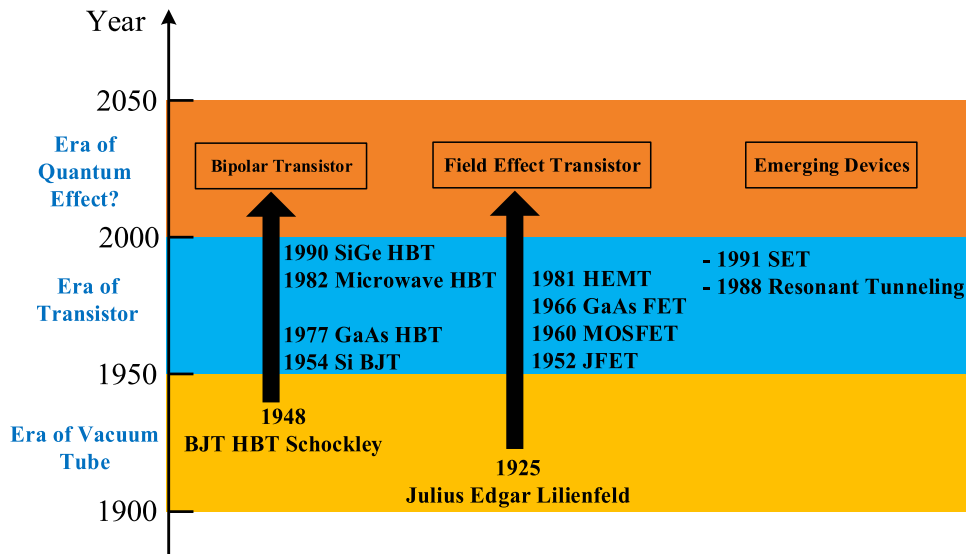 Year
2050
Era of
Quantum
Effect?
Bipolar Transistor
Field Effect Transistor
Emerging Devices
2000
1990 SiGe HBT
1982 Microwave HBT
1977 GaAs HBT
1954 Si BJT
1981 HEMT
1966 GaAs FET
1960 MOSFET
1952 JFET
- 1991 SET
- 1988 Resonant Tunneling
Era of
Transistor
1950
1948
BJT HBT Schockley
Era of Vacuum
Tube
1925
Julius Edgar Lilienfeld
1900